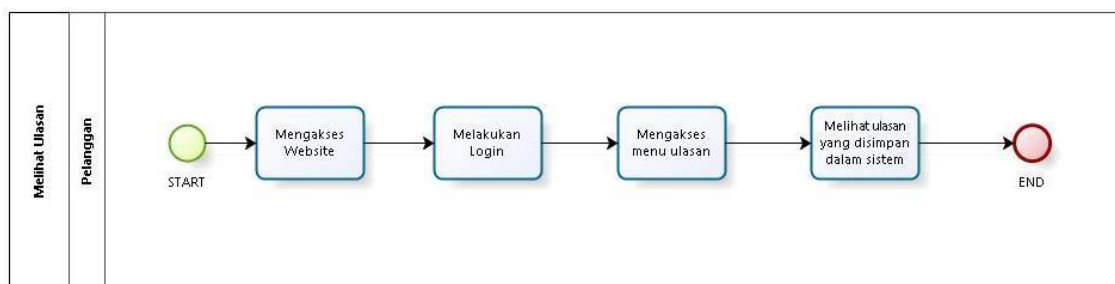 Melihat Ulasan
Pelanggan
START
Mengakses
Website
Melakukan
Login
Mengakses
menu ulasan
Melihat ulasan
yang disimpan
dalam sistem
END